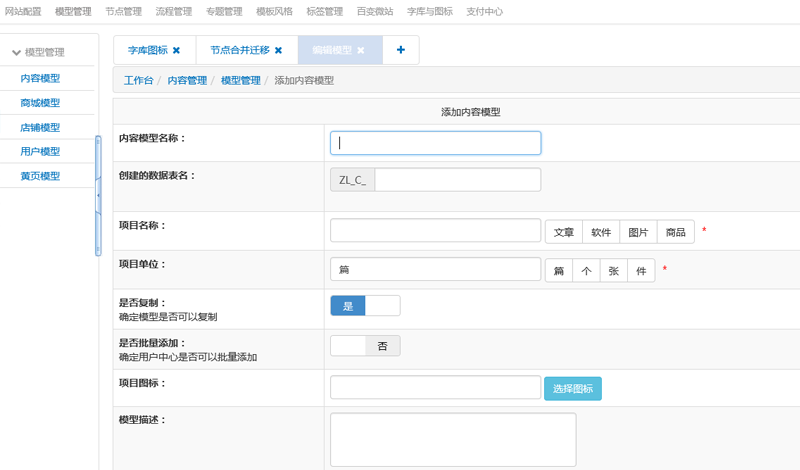 网站配置 模型管理 节点管理 流程管理 专题管理 模板风格 标签管理 百变微站 字库与图标 支付中心
模型管理
内容模型
商城模型
店铺模型
用户模型
黄页模型
字库图标 ✖ 节点合并迁移 ✖ 编辑模型 ✖ +
工作台 / 内容管理 / 模型管理 / 添加内容模型
添加内容模型
内容模型名称：
创建的数据表名： ZL_C_
项目名称： 文章 软件 图片 商品 *
项目单位： 篇 篇 个 张 件 *
是否复制： 是
确定模型是否可以复制
是否批量添加： 否
确定用户中心是否可以批量添加
项目图标： 选择图标
模型描述：